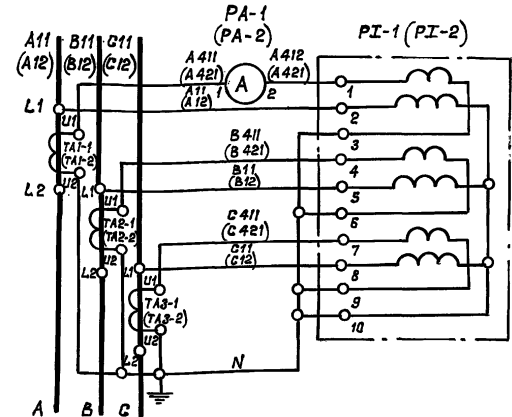 PA-1
(PA-2)
PI-1 (PI-2)
A11
(A12)
B11
(B12)
C11
(C12)
A411
(A421)
A11
(A12)
1
A
2
A412
(A421)
L1
U1
TA1-1
(TA1-2)
U2
L2
L1
U1
TA2-1
(TA2-2)
U2
L2
L1
U1
TA3-1
(TA3-2)
U2
L2
B411
(B421)
B11
(B12)
C411
(C421)
C11
(C12)
1
2
3
4
5
6
7
8
9
10
N
A
B
C